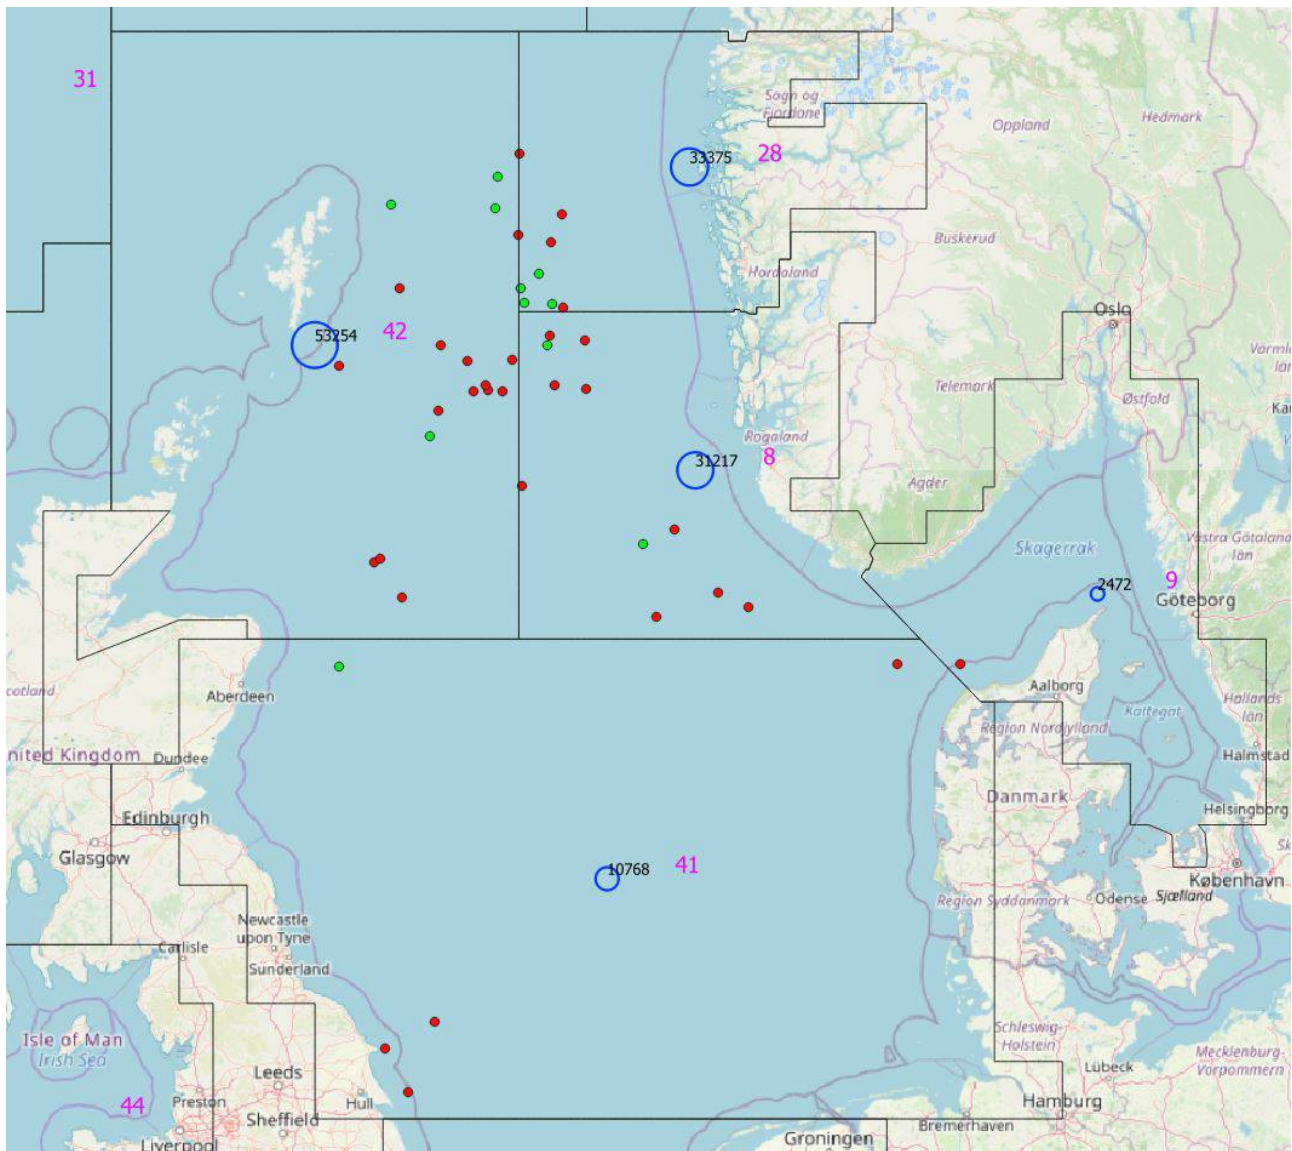 31
Sogn og
Fjordane
Oppland
Hedmark
33375
28
Buskerud
Hordaland
Oslo
53254
42
Telemark
Østfold
Rogaland
31217
8
Agder
Skagerrak
Västra Götaland
län
2472
9
Göteborg
Aberdeen
Aalborg
Region Nordjylland
Kattegat
Hallands
län
Halmstad
nited Kingdom
Dundee
Danmark
Helsingborg
Edinburgh
Glasgow
10768
41
København
Odense
Sjælland
Region Syddanmark
Newcastle
upon Tyne
Carlisle
Sunderland
Isle of Man
Irish Sea
Schleswig-
Holstein
Mecklenburg-
Vorpommern
Lübeck
Leeds
Preston
Hull
44
Sheffield
Hamburg
Bremerhaven
Liverpool
Groningen